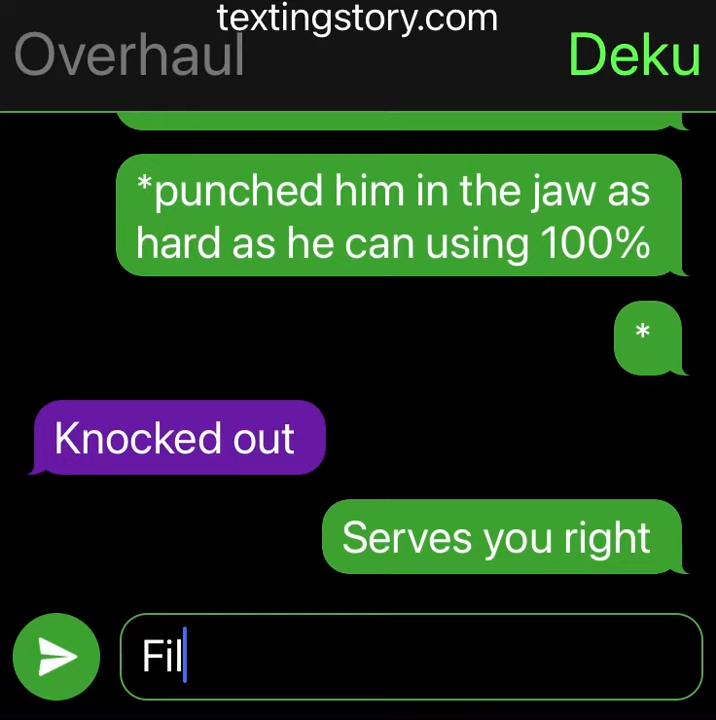 textingstory.com
Overhaul
Deku
*punched him in the jaw as
hard as he can using 100%
*
Knocked out
Serves you right
Fil